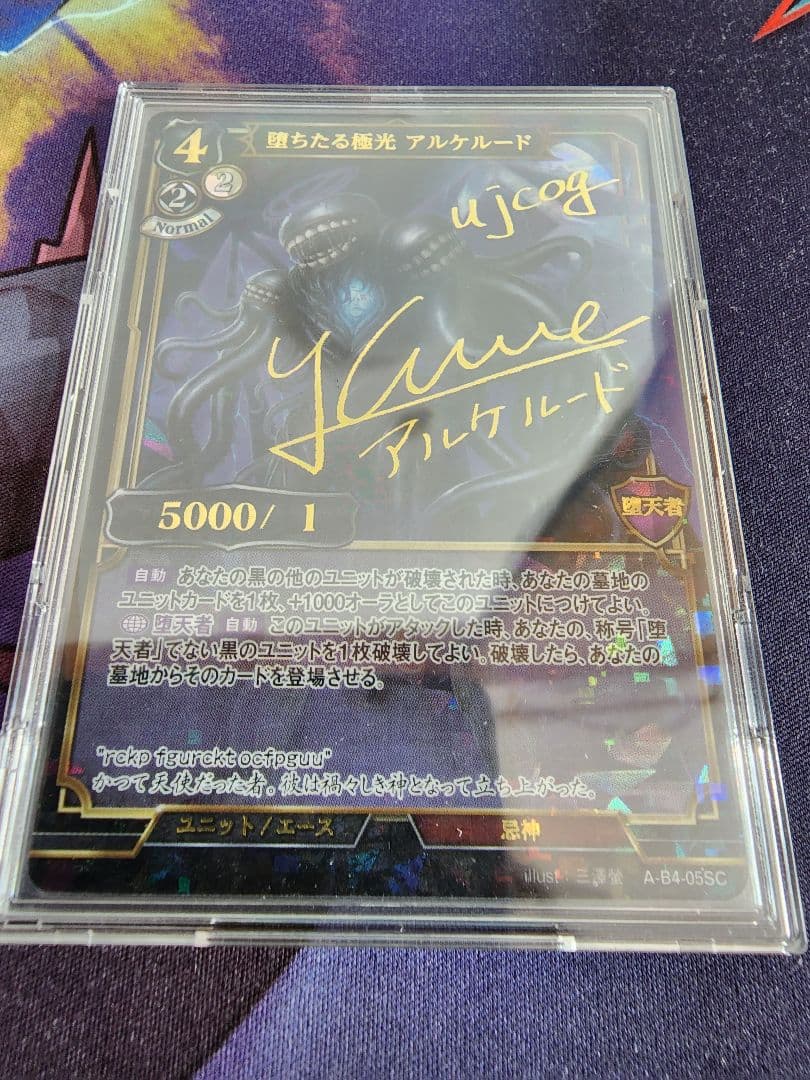 4
堕ちたる極光 アルケルード
2
2
Normal
ujcog
アルケルード
5000/ 1
堕天者
自動 あなたの黒の他のユニットが破壊された時、あなたの墓地の
ユニットカードを1枚、+1000オーラとしてこのユニットにつけてよい。
堕天者 自動 このユニットがアタックした時、あなたの、称号「堕
天者」でない黒のユニットを1枚破壊してよい。破壊したら、あなたの
墓地からそのカードを登場させる。
"rckp fgurckt ocfpguu"
かつて天使だった者。彼は禍々しき神となって立ち上がった。
ユニット/エース
忌神
illust 三澤蛍 A-B4-05SC